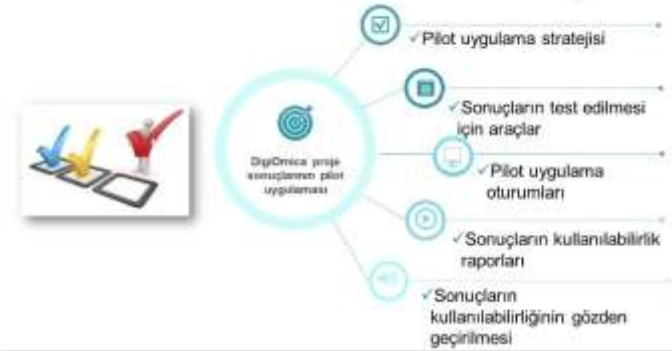 ✓Pilot uygulama stratejisi
✓Sonuçların test edilmesi
için araçlar
DigiOmica proje
sonuçlarının pilot
uygulaması
✓Pilot uygulama
oturumları
✓Sonuçların kullanılabilirlik
raporları
✓Sonuçların
kullanılabilirliğinin gözden
geçirilmesi